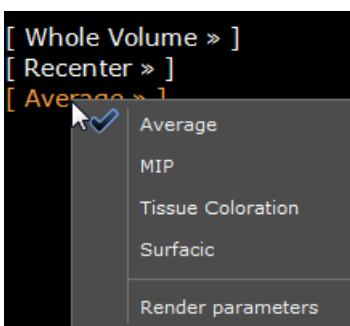 [ Whole Volume » ]
[ Recenter » ]
[ Average » ]
Average
MIP
Tissue Coloration
Surfacic
Render parameters